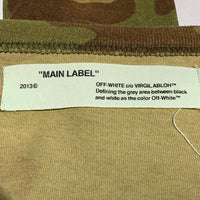 "MAIN LABEL"
2013©
OFF-WHITE c/o VIRGIL ABLOH™
Defining the grey area between black
and white as the color Off-White™